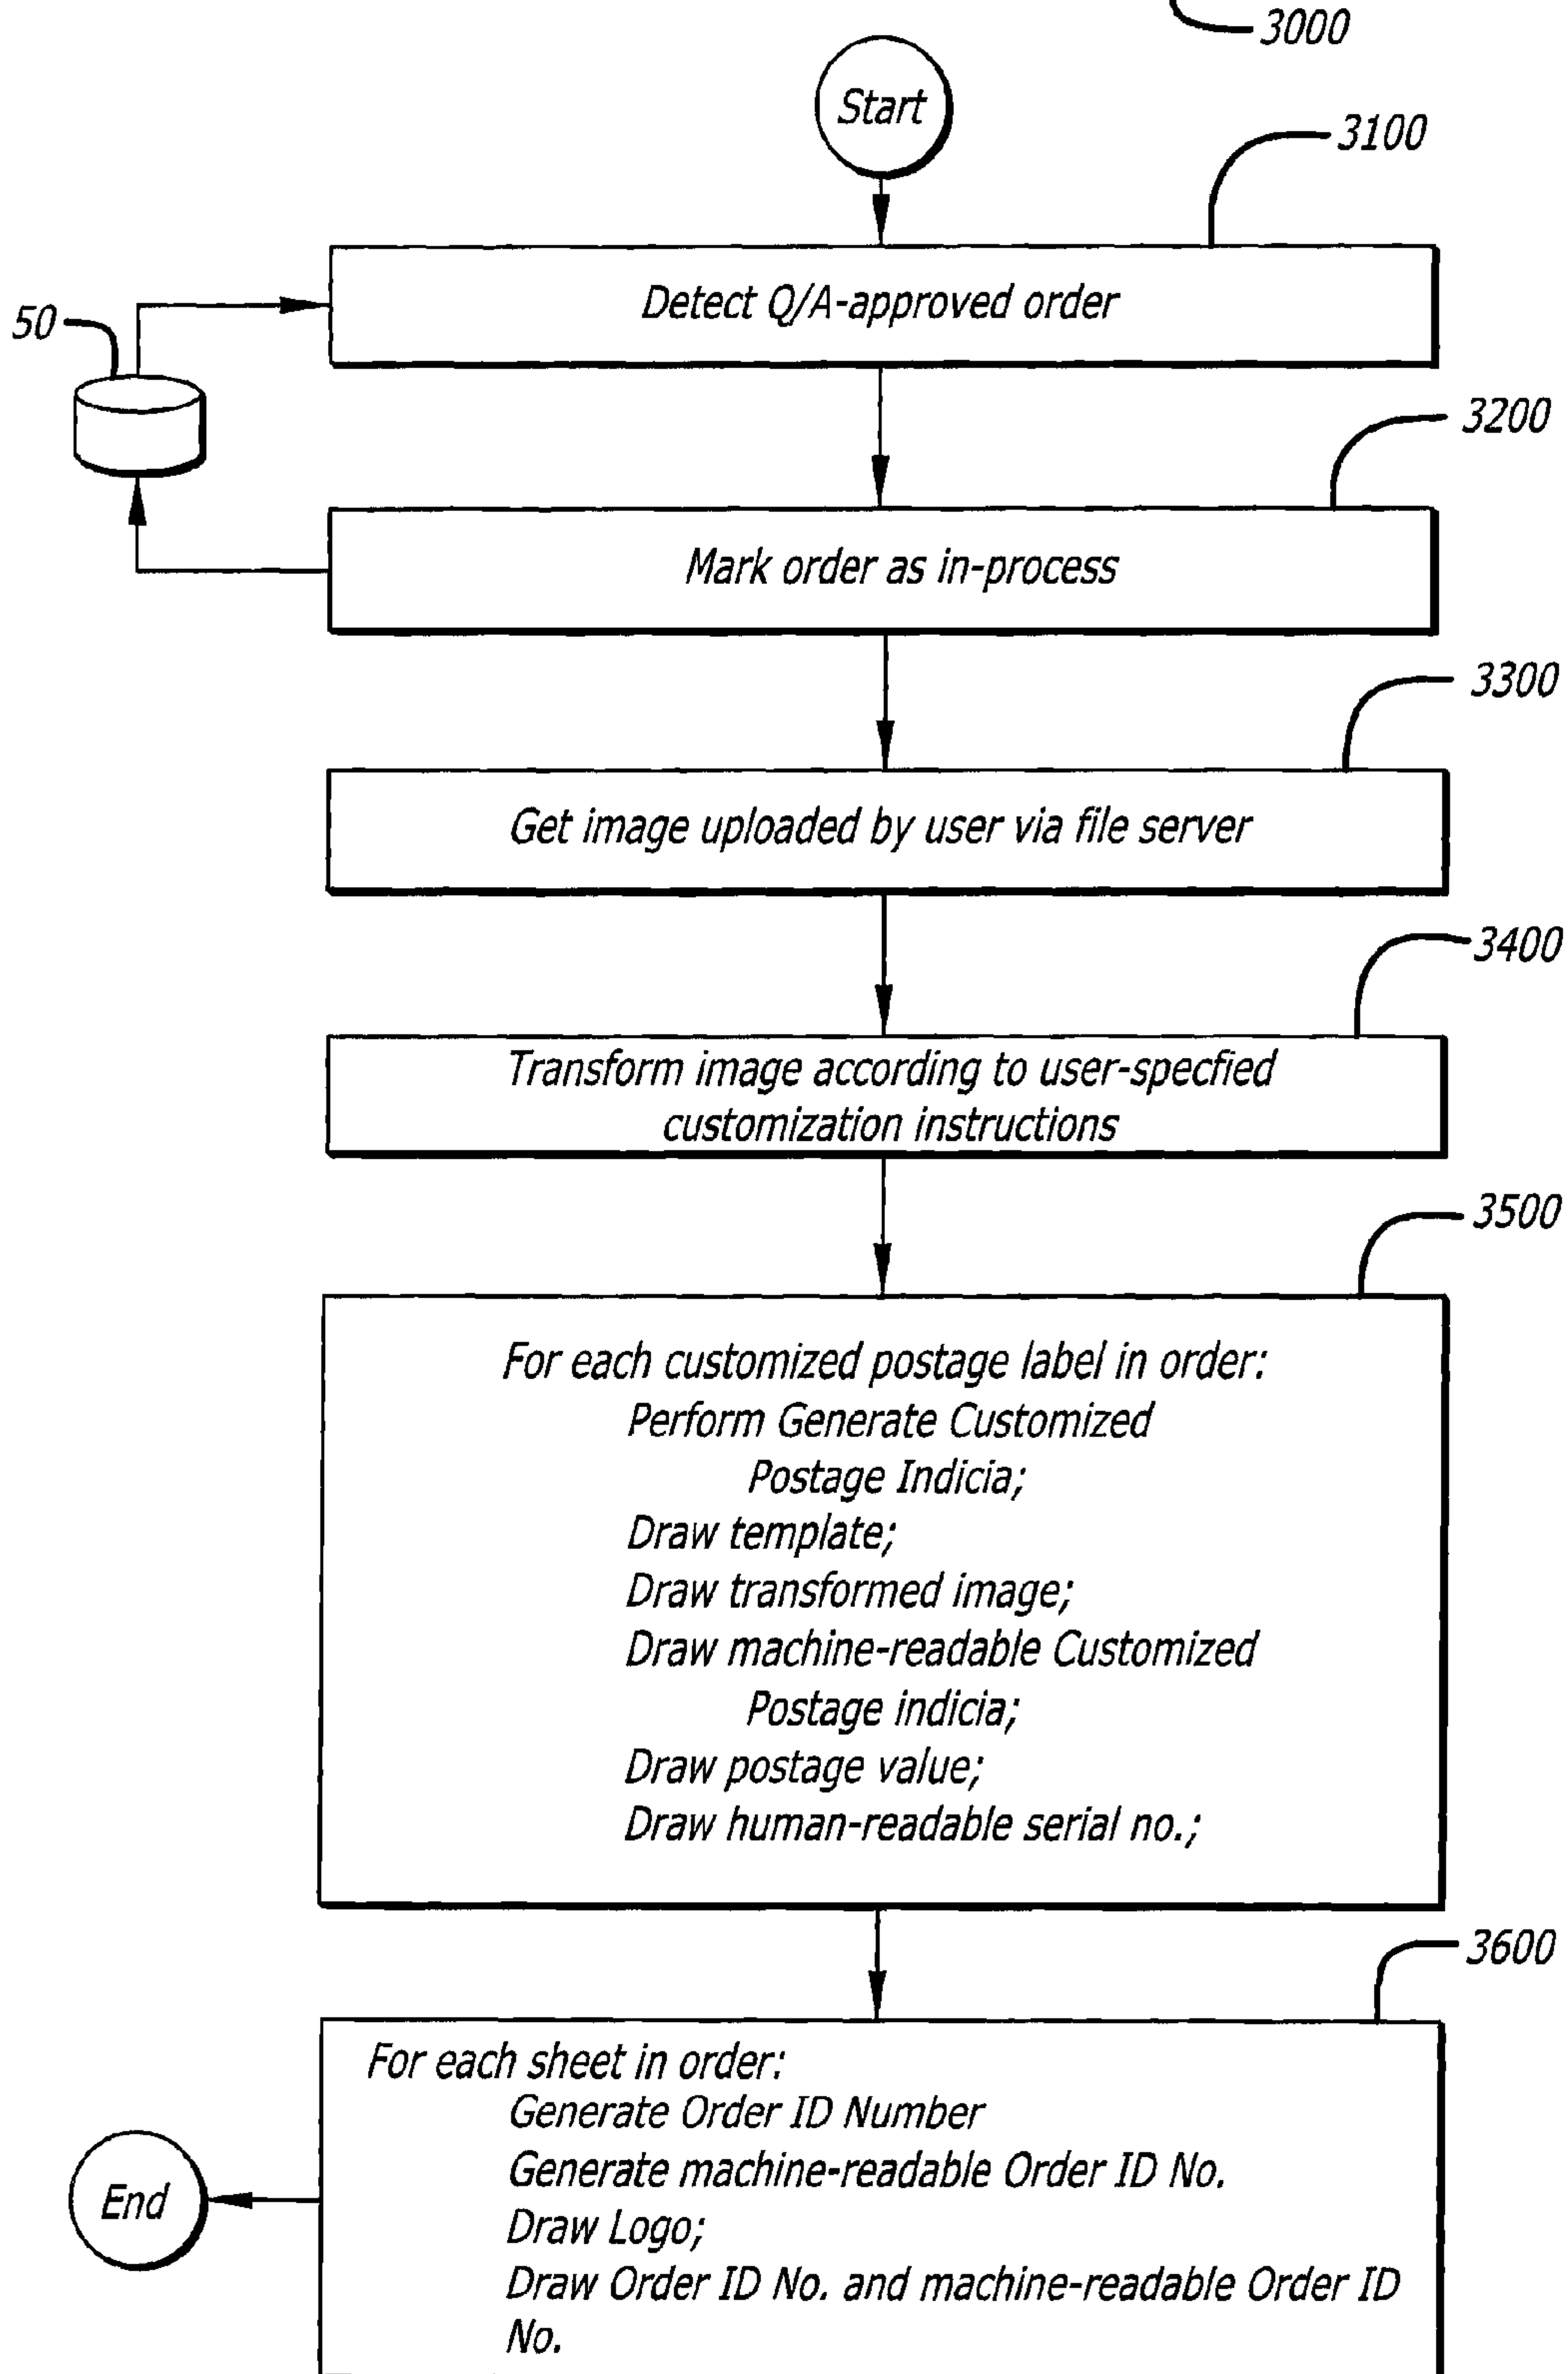 3000
Start
3100
Detect Q/A-approved order
50
3200
Mark order as in-process
3300
Get image uploaded by user via file server
3400
Transform image according to user-specfied
customization instructions
3500
For each customized postage label in order:
Perform Generate Customized
Postage Indicia;
Draw template;
Draw transformed image;
Draw machine-readable Customized
Postage indicia;
Draw postage value;
Draw human-readable serial no.;
3600
For each sheet in order:
Generate Order ID Number
Generate machine-readable Order ID No.
End
Draw Logo;
Draw Order ID No. and machine-readable Order ID
No.